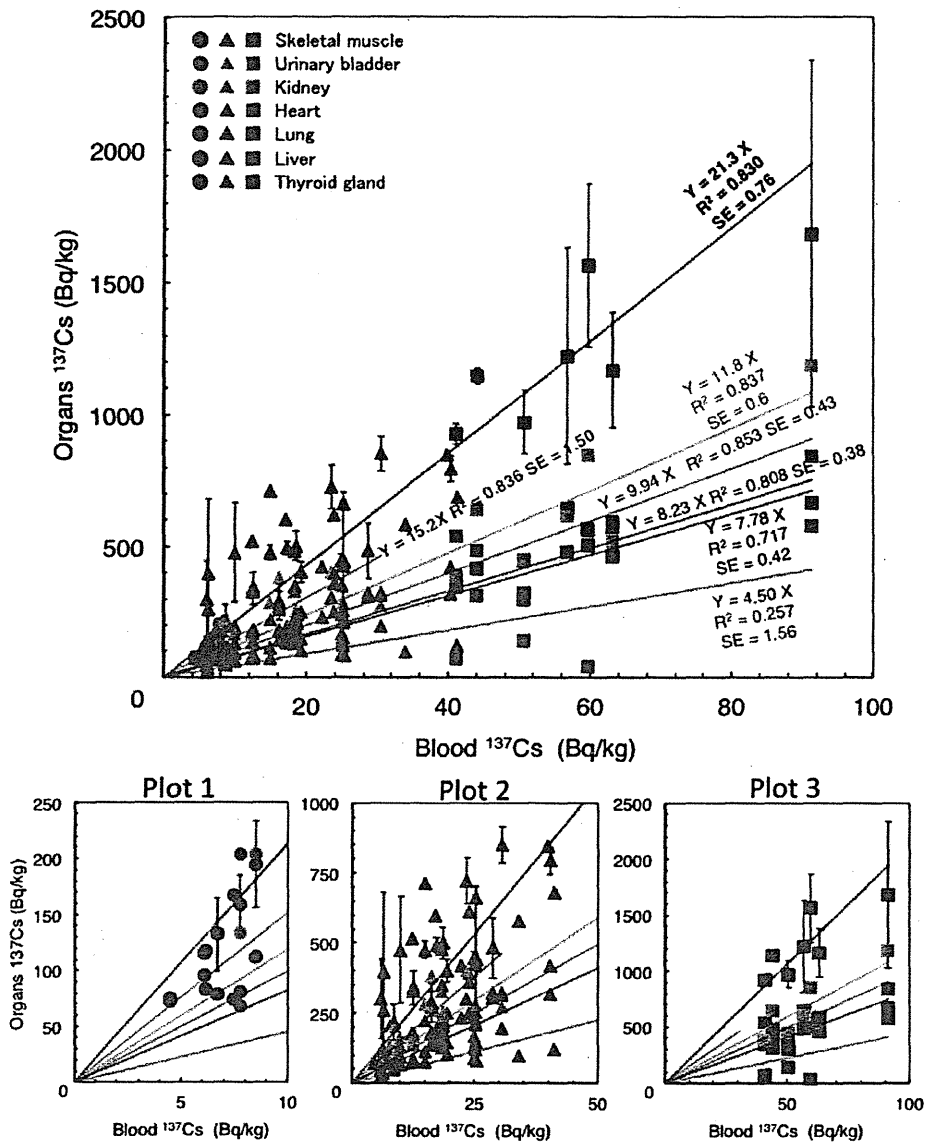 2500
2000
1500
1000
500
0
Organs ¹³⁷Cs (Bq/kg)
Skeletal muscle
Urinary bladder
Kidney
Heart
Lung
Liver
Thyroid gland
Y = 21.3 X
R² = 0.830
SE = 0.76
Y = 11.8 X
R² = 0.837
SE = 0.6
Y = 15.2X R² = 0.836 SE = 1.50
Y = 9.94 X R² = 0.853 SE = 0.43
Y = 8.23 X R² = 0.808 SE = 0.38
Y = 7.78 X
R² = 0.717
SE = 0.42
Y = 4.50 X
R² = 0.257
SE = 1.56
20 40 60 80 100
Blood ¹³⁷Cs (Bq/kg)
Plot 1
250
200
150
100
50
0
Organs 137Cs (Bq/kg)
5 10
Blood ¹³⁷Cs (Bq/kg)
Plot 2
1000
750
500
250
0
25 50
Blood ¹³⁷Cs (Bq/kg)
Plot 3
2500
2000
1500
1000
500
0
50 100
Blood ¹³⁷Cs (Bq/kg)